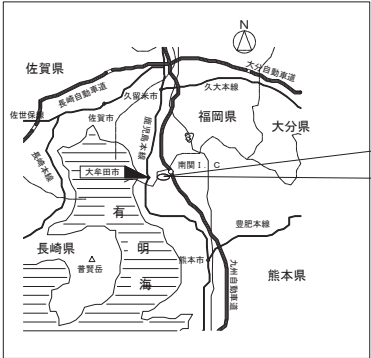 N
佐賀県
大分自動車道
長崎自動車道
久留米市
久大本線
佐世保線
福岡県
佐賀市
大分県
鹿児島本線
長崎本線
南関I.C
大牟田市
有明海
豊肥本線
長崎県
普賢岳
熊本市
九州自動車道
熊本県